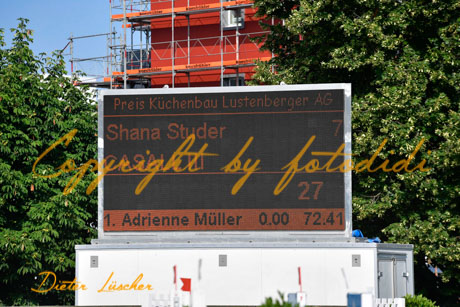 Preis Küchenbau Lustenberger AG
Shana Studer 7
27
1. Adrienne Müller 0.00 72.41
Copyright by fotodidi
Dieter Lüscher